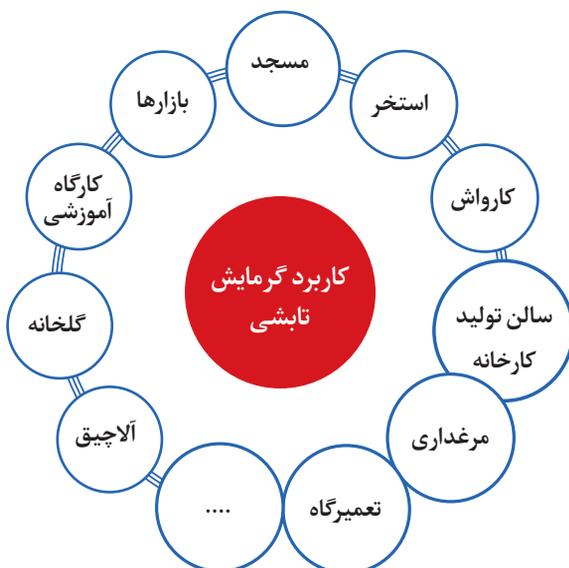 کاربرد گرمایش
تابشی
مسجد
استخر
کارواش
سالن تولید
کارخانه
مرغداری
تعمیرگاه
....
آلاچیق
گلخانه
کارگاه
آموزشی
بازارها